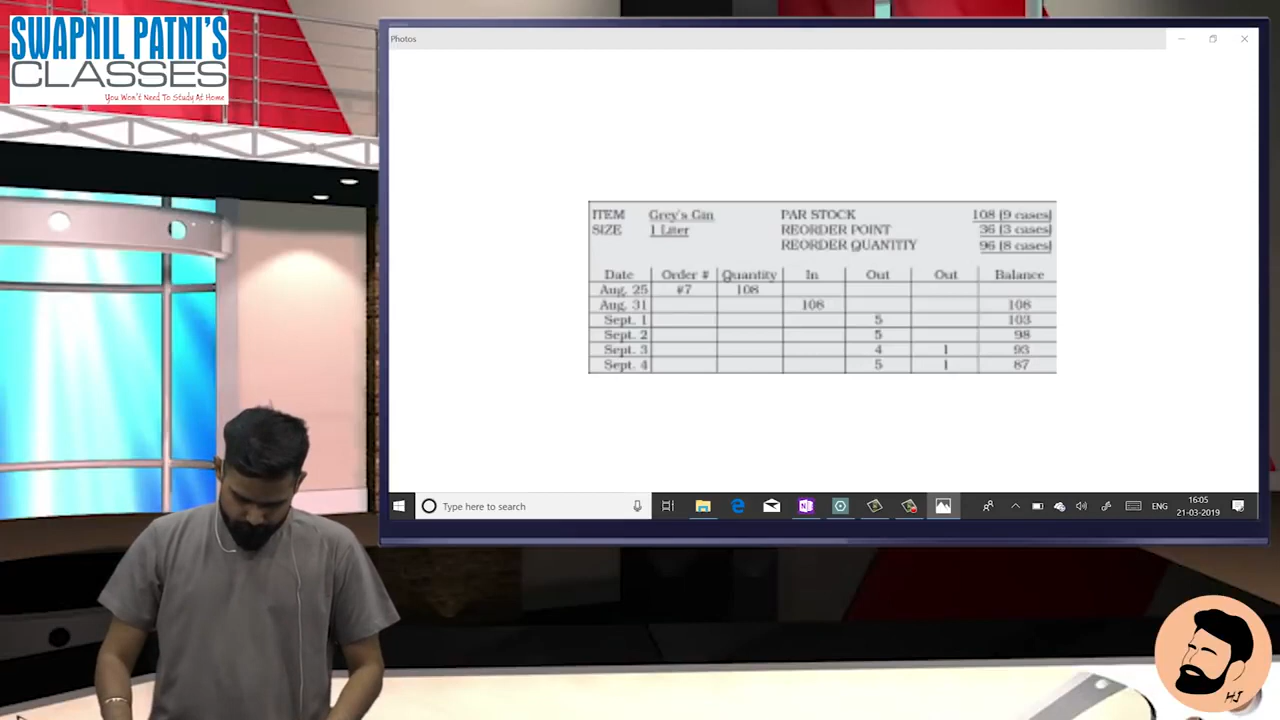 SWAPNIL PATNI'S
CLASSES
You Won't Need To Study At Home
Photos
ITEM Grey's Gin PAR STOCK 108 (9 cases)
SIZE 1 Liter REORDER POINT 36 (3 cases)
REORDER QUANTITY 96 (8 cases)
Date Order # Quantity In Out Out Balance
Aug. 25 #7 108
Aug. 31 108 108
Sept. 1 5 103
Sept. 2 5 98
Sept. 3 4 1 93
Sept. 4 5 1 87
Type here to search
ENG
16:05
21-03-2019
HJ